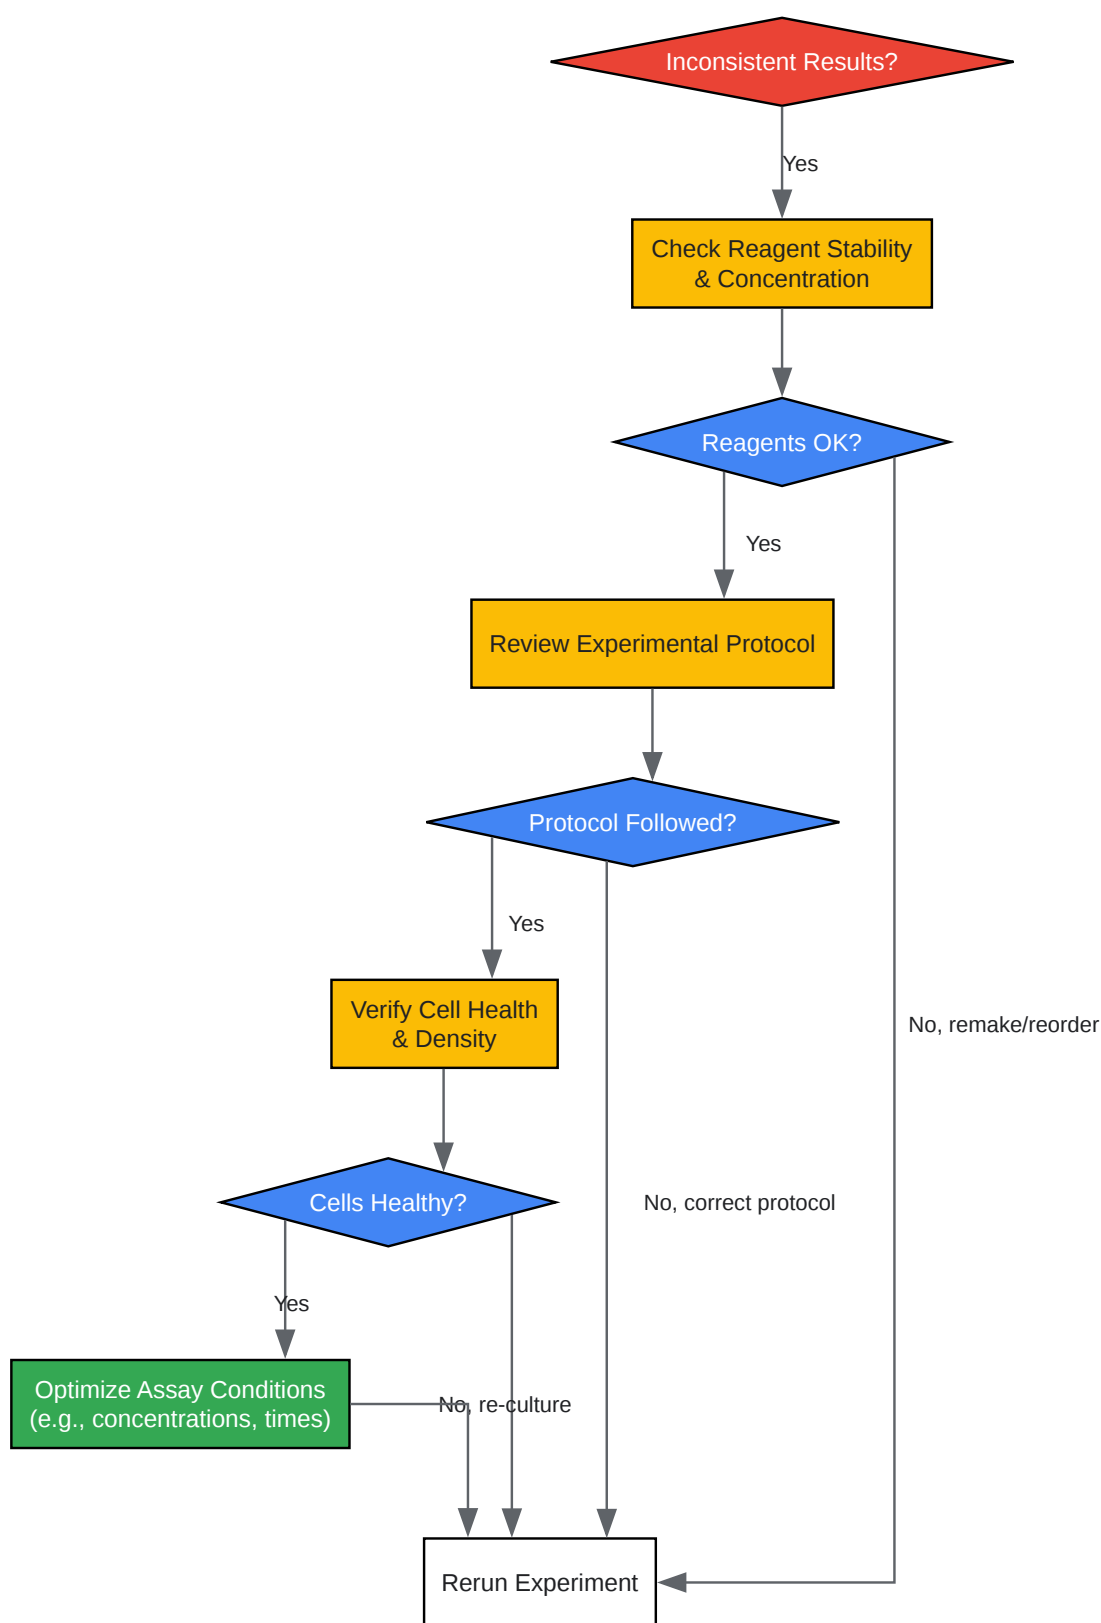 Inconsistent Results?
Yes
Check Reagent Stability
& Concentration
Reagents OK?
Yes
Review Experimental Protocol
Protocol Followed?
Yes
Verify Cell Health
& Density
No, remake/reorder
Cells Healthy?
No, correct protocol
Yes
Optimize Assay Conditions
(e.g., concentrations, times)
No, re-culture
Rerun Experiment